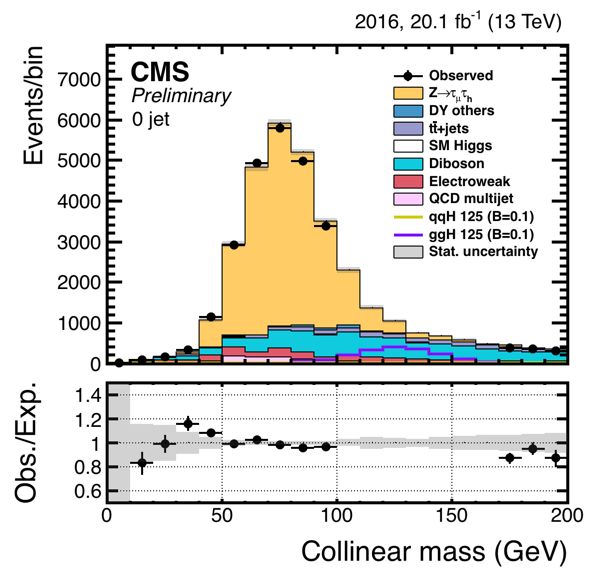 2016, 20.1 fb⁻¹ (13 TeV)
Events/bin
CMS
Preliminary
0 jet
Observed
Z→τμτh
DY others
tt̄+jets
SM Higgs
Diboson
Electroweak
QCD multijet
qqH 125 (B=0.1)
ggH 125 (B=0.1)
Stat. uncertainty
7000
6000
5000
4000
3000
2000
1000
0
Obs./Exp.
1.4
1.2
1
0.8
0.6
0 50 100 150 200
Collinear mass (GeV)